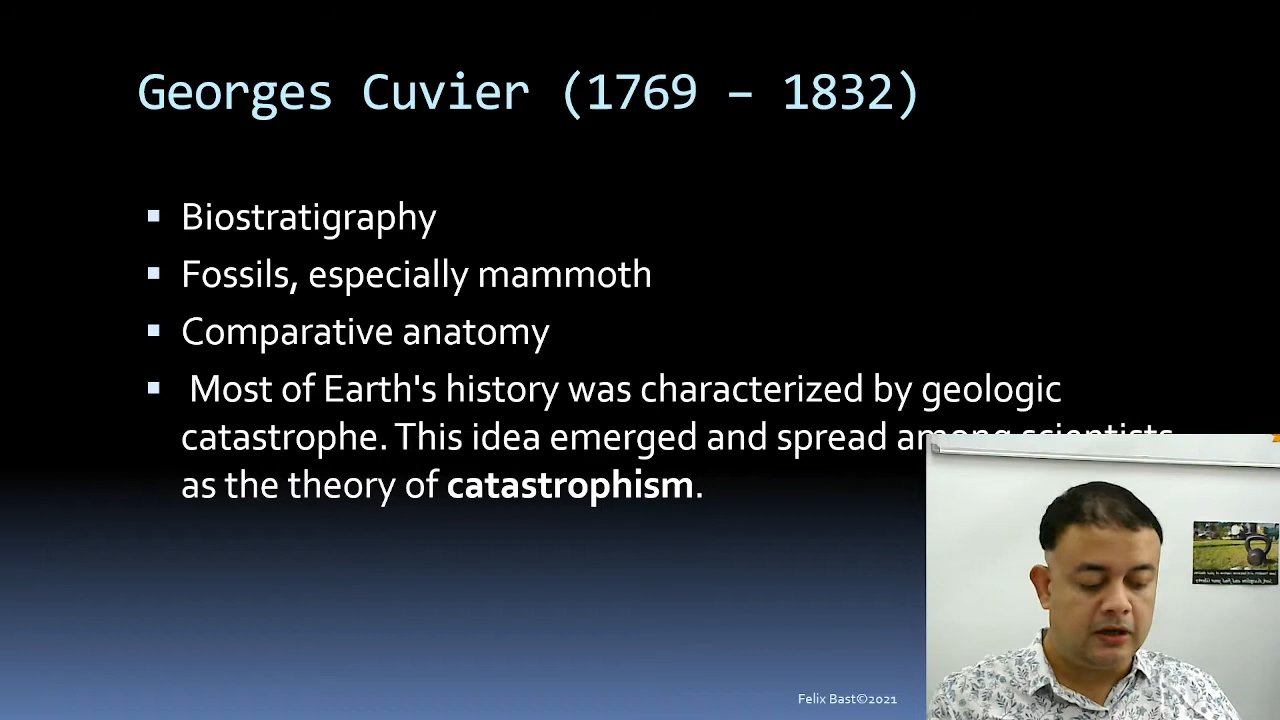 Georges Cuvier (1769 – 1832)
▪ Biostratigraphy
▪ Fossils, especially mammoth
▪ Comparative anatomy
▪ Most of Earth's history was characterized by geologic
catastrophe. This idea emerged and spread among scientists
as the theory of catastrophism.
Felix Bast©2021